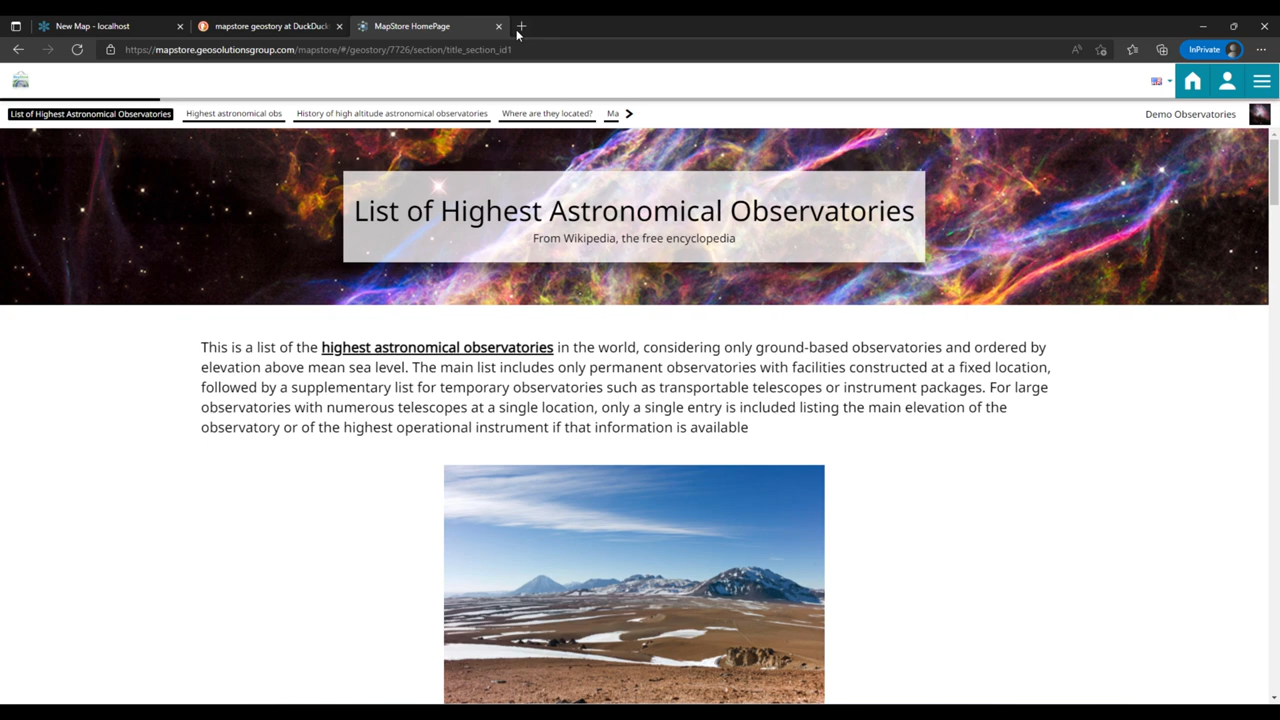 New Map - localhost
mapstore geostory at DuckDuck
MapStore HomePage
https://mapstore.geosolutionsgroup.com/mapstore/#/geostory/7726/section/title_section_id1
InPrivate
List of Highest Astronomical Observatories
Highest astronomical obs
History of high altitude astronomical observatories
Where are they located?
Ma
Demo Observatories
List of Highest Astronomical Observatories
From Wikipedia, the free encyclopedia
This is a list of the highest astronomical observatories in the world, considering only ground-based observatories and ordered by
elevation above mean sea level. The main list includes only permanent observatories with facilities constructed at a fixed location,
followed by a supplementary list for temporary observatories such as transportable telescopes or instrument packages. For large
observatories with numerous telescopes at a single location, only a single entry is included listing the main elevation of the
observatory or of the highest operational instrument if that information is available